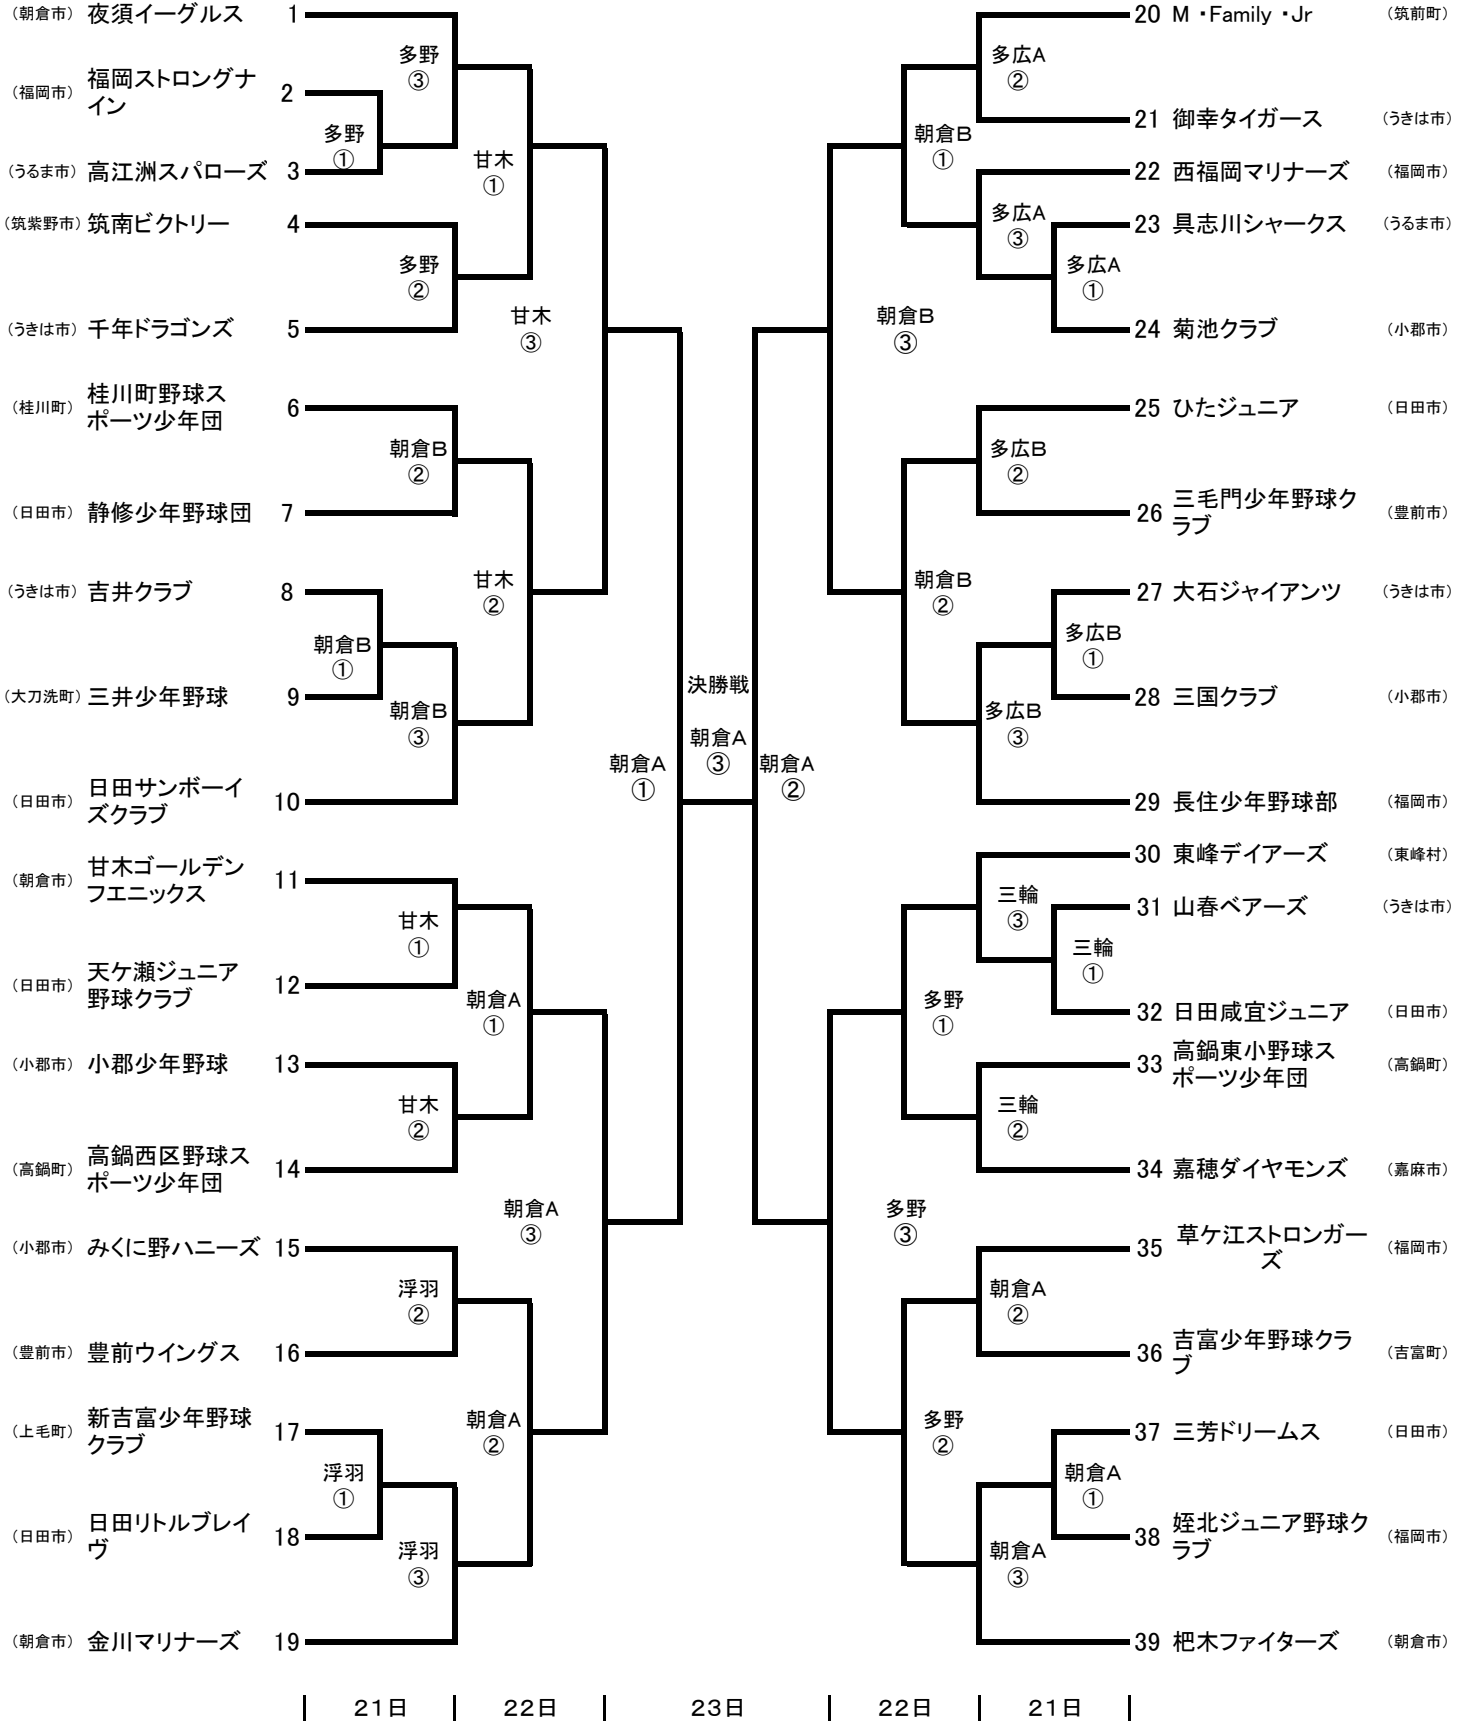 (朝倉市) 夜須イーグルス 1
多野
③
(福岡市) 福岡ストロングナ
イン 2
多野
①
(うるま市) 高江洲スパローズ 3
甘木
①
(筑紫野市) 筑南ビクトリー 4
多野
②
(うきは市) 千年ドラゴンズ 5
甘木
③
(桂川町) 桂川町野球ス
ポーツ少年団 6
朝倉B
②
(日田市) 静修少年野球団 7
甘木
②
(うきは市) 吉井クラブ 8
朝倉B
①
(大刀洗町) 三井少年野球 9
朝倉B
③
(日田市) 日田サンボーイ
ズクラブ 10
朝倉A
①
(朝倉市) 甘木ゴールデン
フエニックス 11
甘木
①
(日田市) 天ケ瀬ジュニア
野球クラブ 12
朝倉A
①
(小郡市) 小郡少年野球 13
甘木
②
(高鍋町) 高鍋西区野球ス
ポーツ少年団 14
朝倉A
③
(小郡市) みくに野ハニーズ 15
浮羽
②
(豊前市) 豊前ウイングス 16
朝倉A
②
(上毛町) 新吉富少年野球
クラブ 17
浮羽
①
(日田市) 日田リトルブレイ
ヴ 18
浮羽
③
(朝倉市) 金川マリナーズ 19
決勝戦
朝倉A
③
20 M・Family・Jr (筑前町)
多広A
②
21 御幸タイガース (うきは市)
朝倉B
①
22 西福岡マリナーズ (福岡市)
多広A
③
23 具志川シャークス (うるま市)
多広A
①
24 菊池クラブ (小郡市)
朝倉B
③
25 ひたジュニア (日田市)
多広B
②
26 三毛門少年野球ク
ラブ (豊前市)
朝倉B
②
27 大石ジャイアンツ (うきは市)
多広B
①
28 三国クラブ (小郡市)
多広B
③
29 長住少年野球部 (福岡市)
朝倉A
②
30 東峰デイアーズ (東峰村)
三輪
③
31 山春ベアーズ (うきは市)
三輪
①
32 日田咸宜ジュニア (日田市)
多野
①
33 高鍋東小野球ス
ポーツ少年団 (高鍋町)
三輪
②
34 嘉穂ダイヤモンズ (嘉麻市)
多野
③
35 草ケ江ストロンガー
ズ (福岡市)
朝倉A
②
36 吉富少年野球クラ
ブ (吉富町)
多野
②
37 三芳ドリームス (日田市)
朝倉A
①
38 姪北ジュニア野球ク
ラブ (福岡市)
朝倉A
③
39 杷木ファイターズ (朝倉市)
21日 22日 23日 22日 21日